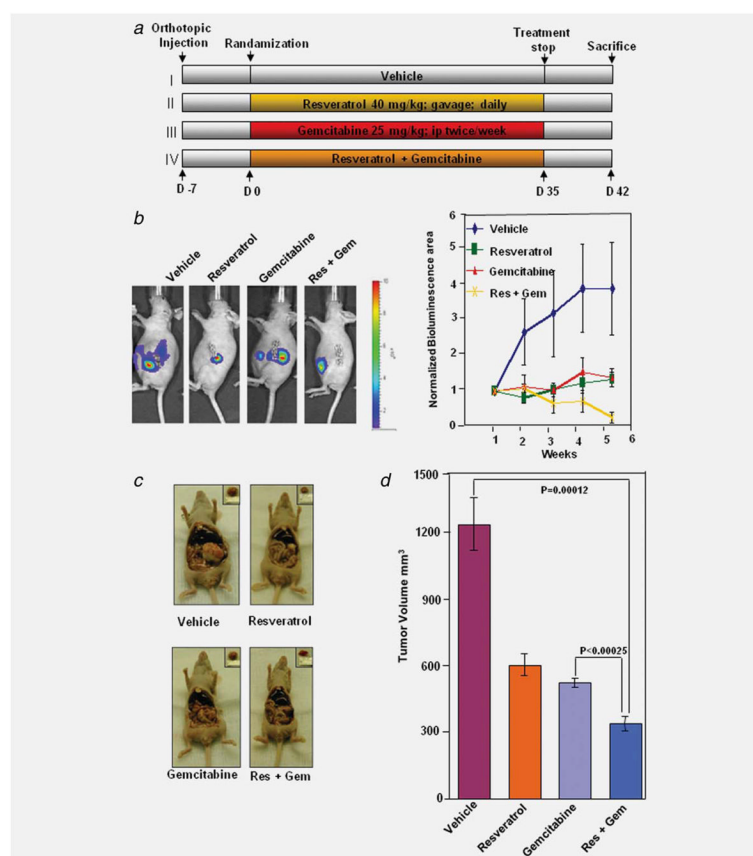 a
Orthotopic
Injection
Randamization
Treatment
stop
Sacrifice
I
Vehicle
II
Resveratrol 40 mg/kg; gavage; daily
III
Gemcitabine 25 mg/kg; ip twice/week
IV
Resveratrol + Gemcitabine
D -7
D 0
D 35
D 42
b
Vehicle
Resveratrol
Gemcitabine
Res + Gem
Normalized Bioluminescence area
6
5
4
3
2
1
0
Vehicle
Resveratrol
Gemcitabine
Res + Gem
1
2
3
4
5
6
Weeks
c
Vehicle
Resveratrol
Gemcitabine
Res + Gem
d
Tumor Volume mm³
1500
1200
900
600
300
0
P=0.00012
P<0.00025
Vehicle
Resveratrol
Gemcitabine
Res + Gem